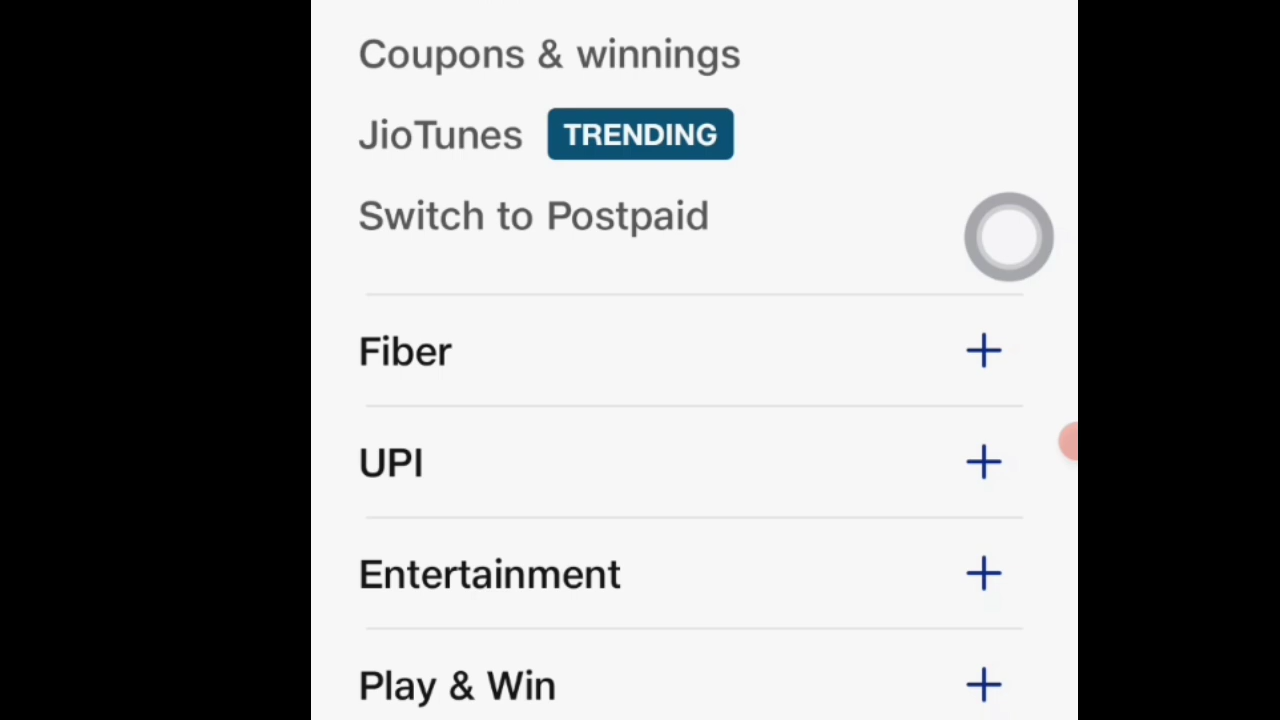 Coupons & winnings
JioTunes TRENDING
Switch to Postpaid
Fiber
UPI
Entertainment
Play & Win